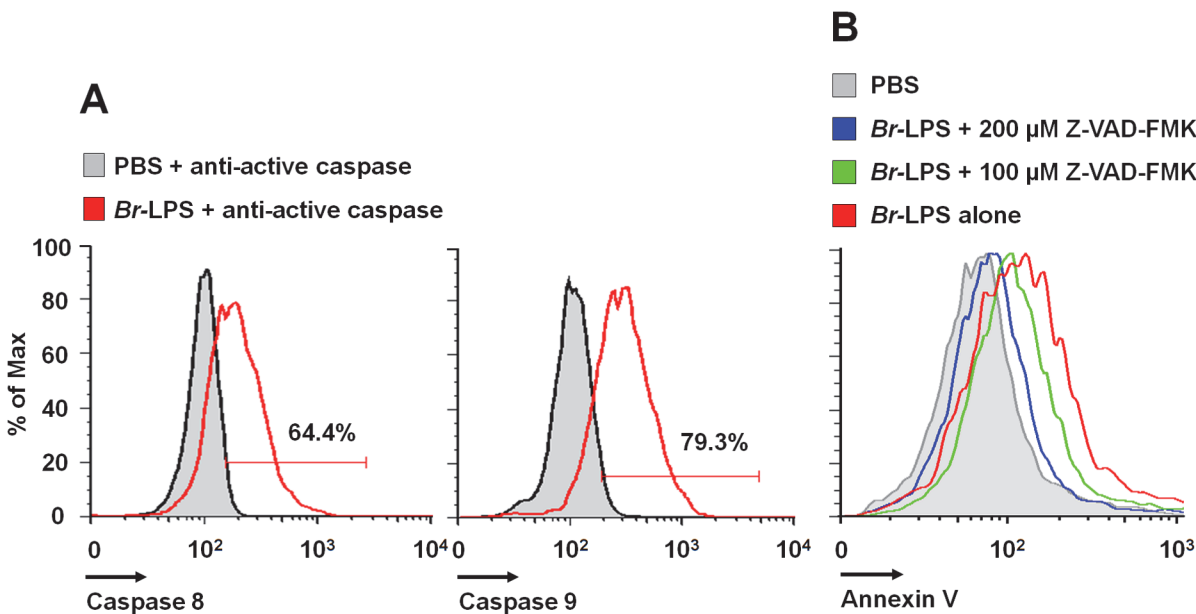 A
PBS + anti-active caspase
Br-LPS + anti-active caspase
% of Max
100
80
60
40
20
0
64.4%
0 10² 10³ 10⁴
Caspase 8
79.3%
0 10² 10³ 10⁴
Caspase 9
B
PBS
Br-LPS + 200 µM Z-VAD-FMK
Br-LPS + 100 µM Z-VAD-FMK
Br-LPS alone
0 10² 10³
Annexin V